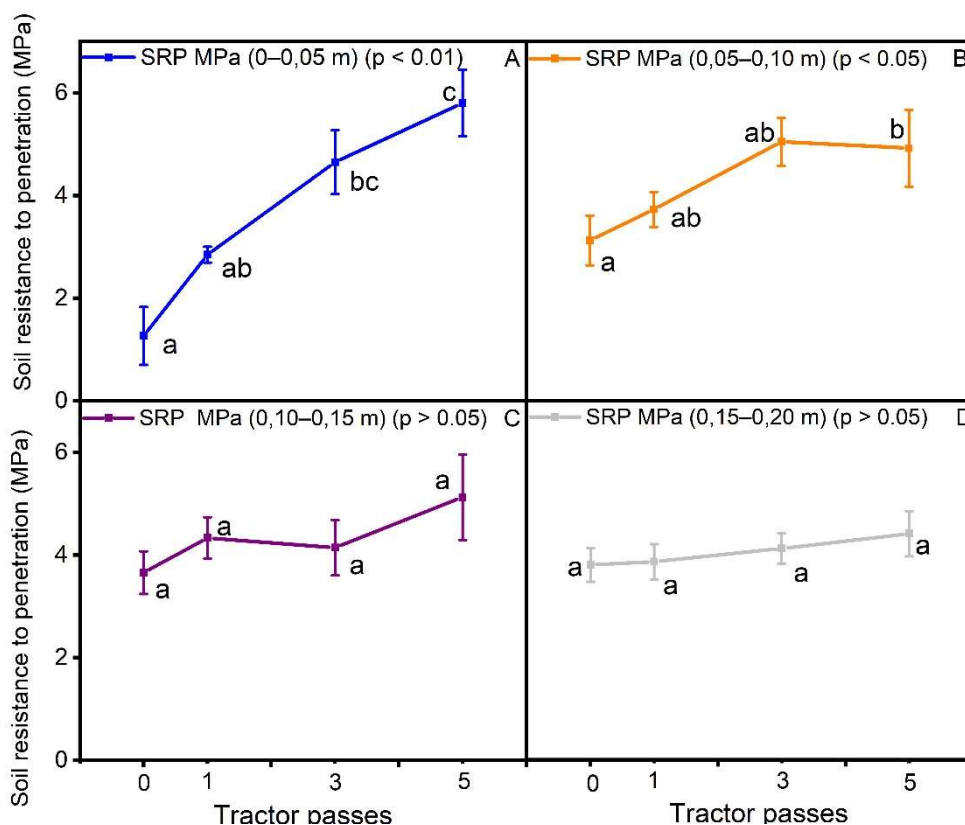 Soil resistance to penetration (MPa)
SRP MPa (0–0,05 m) (p < 0.01) A
6
4
2
0
a
ab
bc
c
SRP MPa (0,05–0,10 m) (p < 0.05) B
a
ab
ab
b
Soil resistance to penetration (MPa)
SRP MPa (0,10–0,15 m) (p > 0.05) C
6
4
2
0
a
a
a
a
0 1 3 5
Tractor passes
SRP MPa (0,15–0,20 m) (p > 0.05) D
a
a
a
a
0 1 3 5
Tractor passes